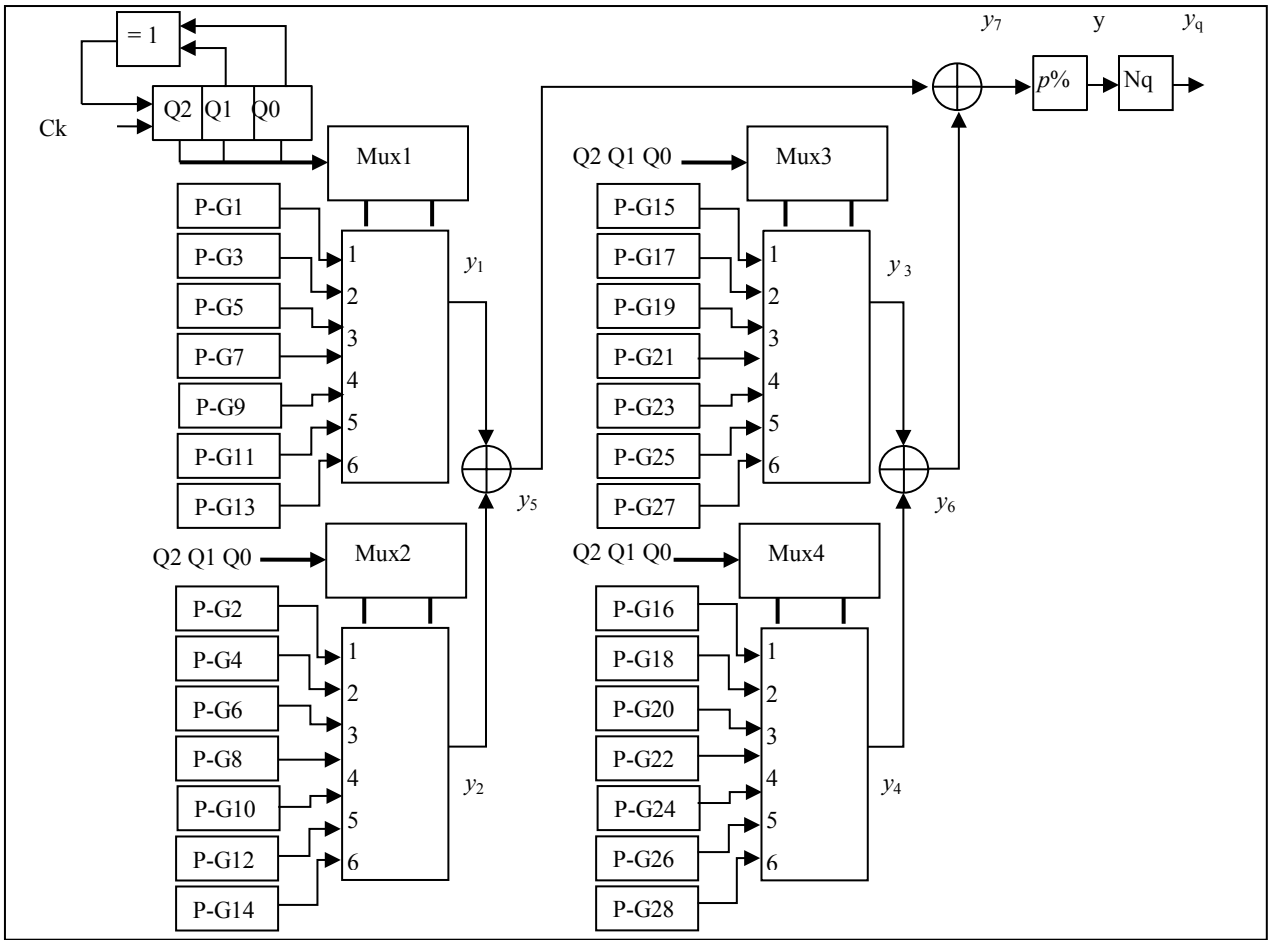 y7 y yq
= 1
p% Nq
Q2 Q1 Q0
Ck
Mux1
Q2 Q1 Q0
Mux3
P-G1
P-G3
P-G5
P-G7
P-G9
P-G11
P-G13
1
2
3
4
5
6
y1
P-G15
P-G17
P-G19
P-G21
P-G23
P-G25
P-G27
1
2
3
4
5
6
y3
y5
y6
Q2 Q1 Q0
Mux2
Q2 Q1 Q0
Mux4
P-G2
P-G4
P-G6
P-G8
P-G10
P-G12
P-G14
1
2
3
4
5
6
y2
P-G16
P-G18
P-G20
P-G22
P-G24
P-G26
P-G28
1
2
3
4
5
6
y4